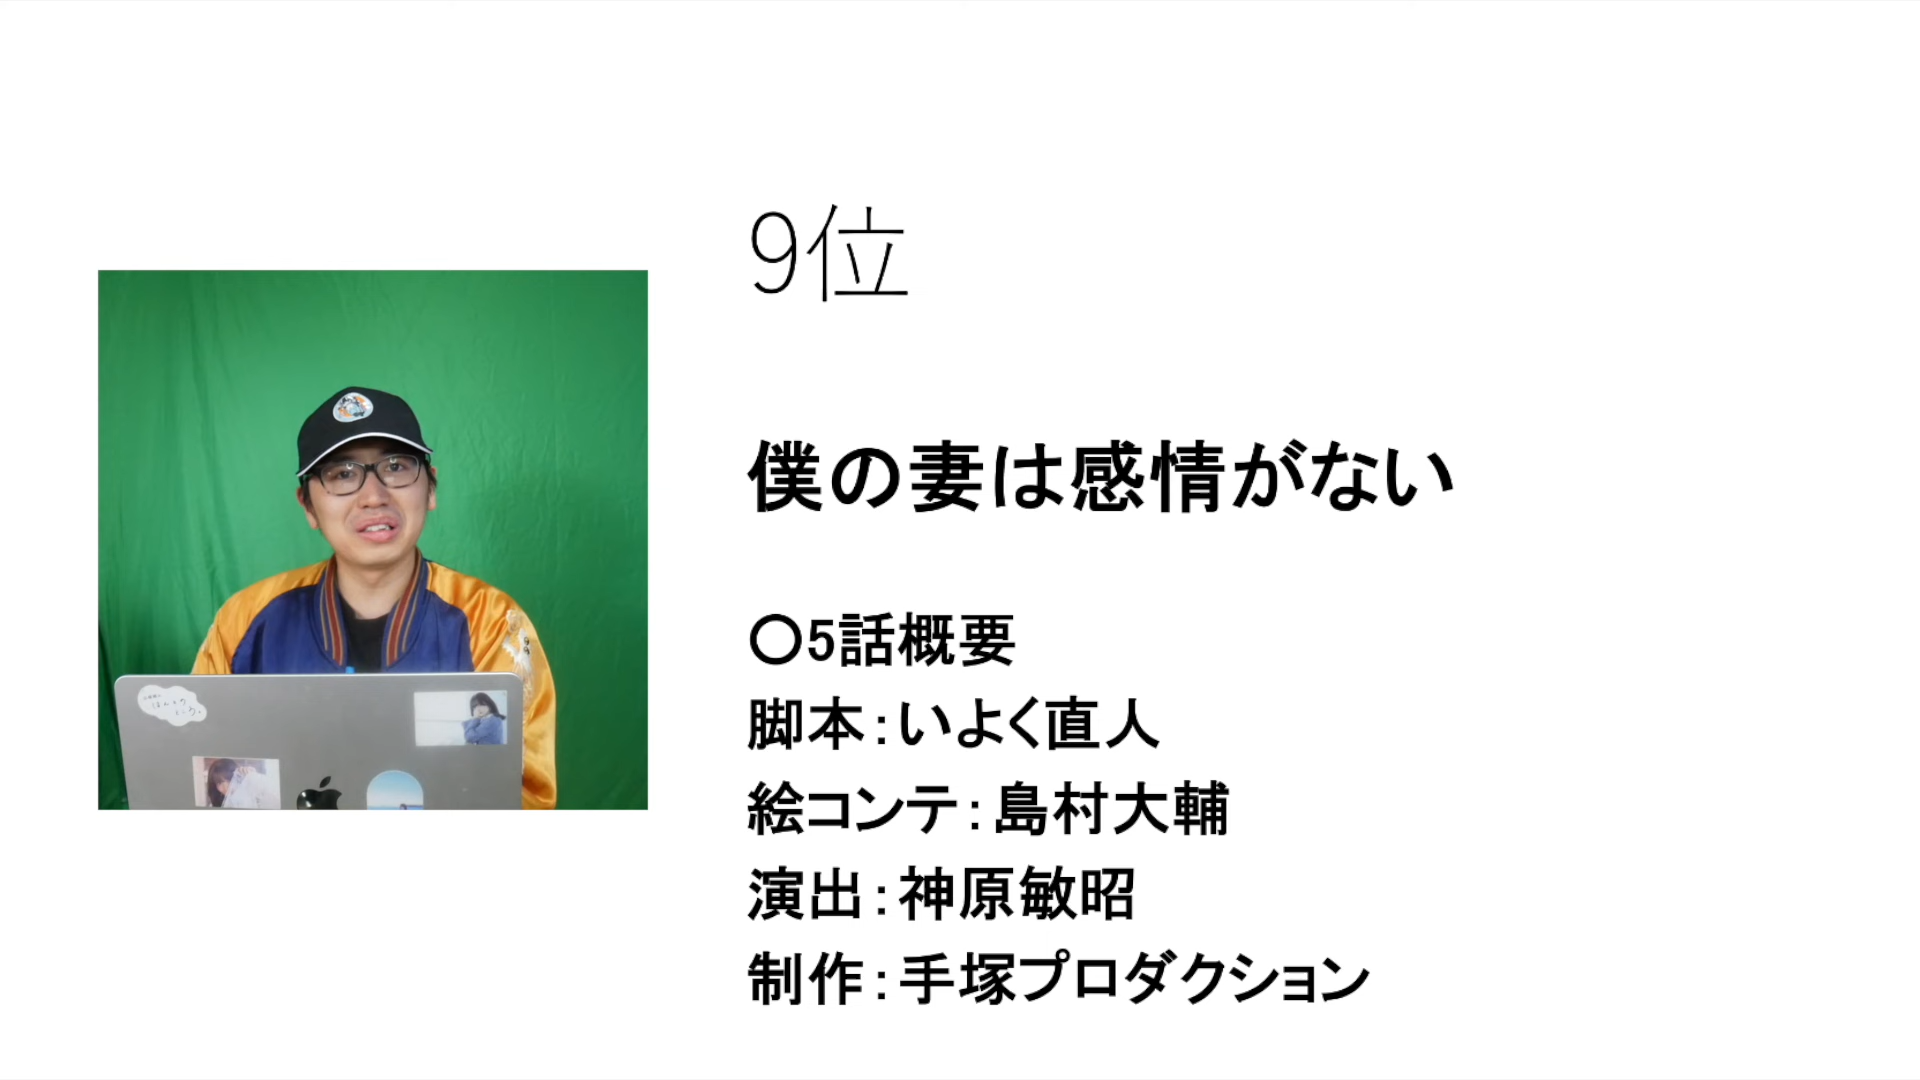 9位
僕の妻は感情がない
〇5話概要
脚本：いよく直人
絵コンテ：島村大輔
演出：神原敏昭
制作：手塚プロダクション